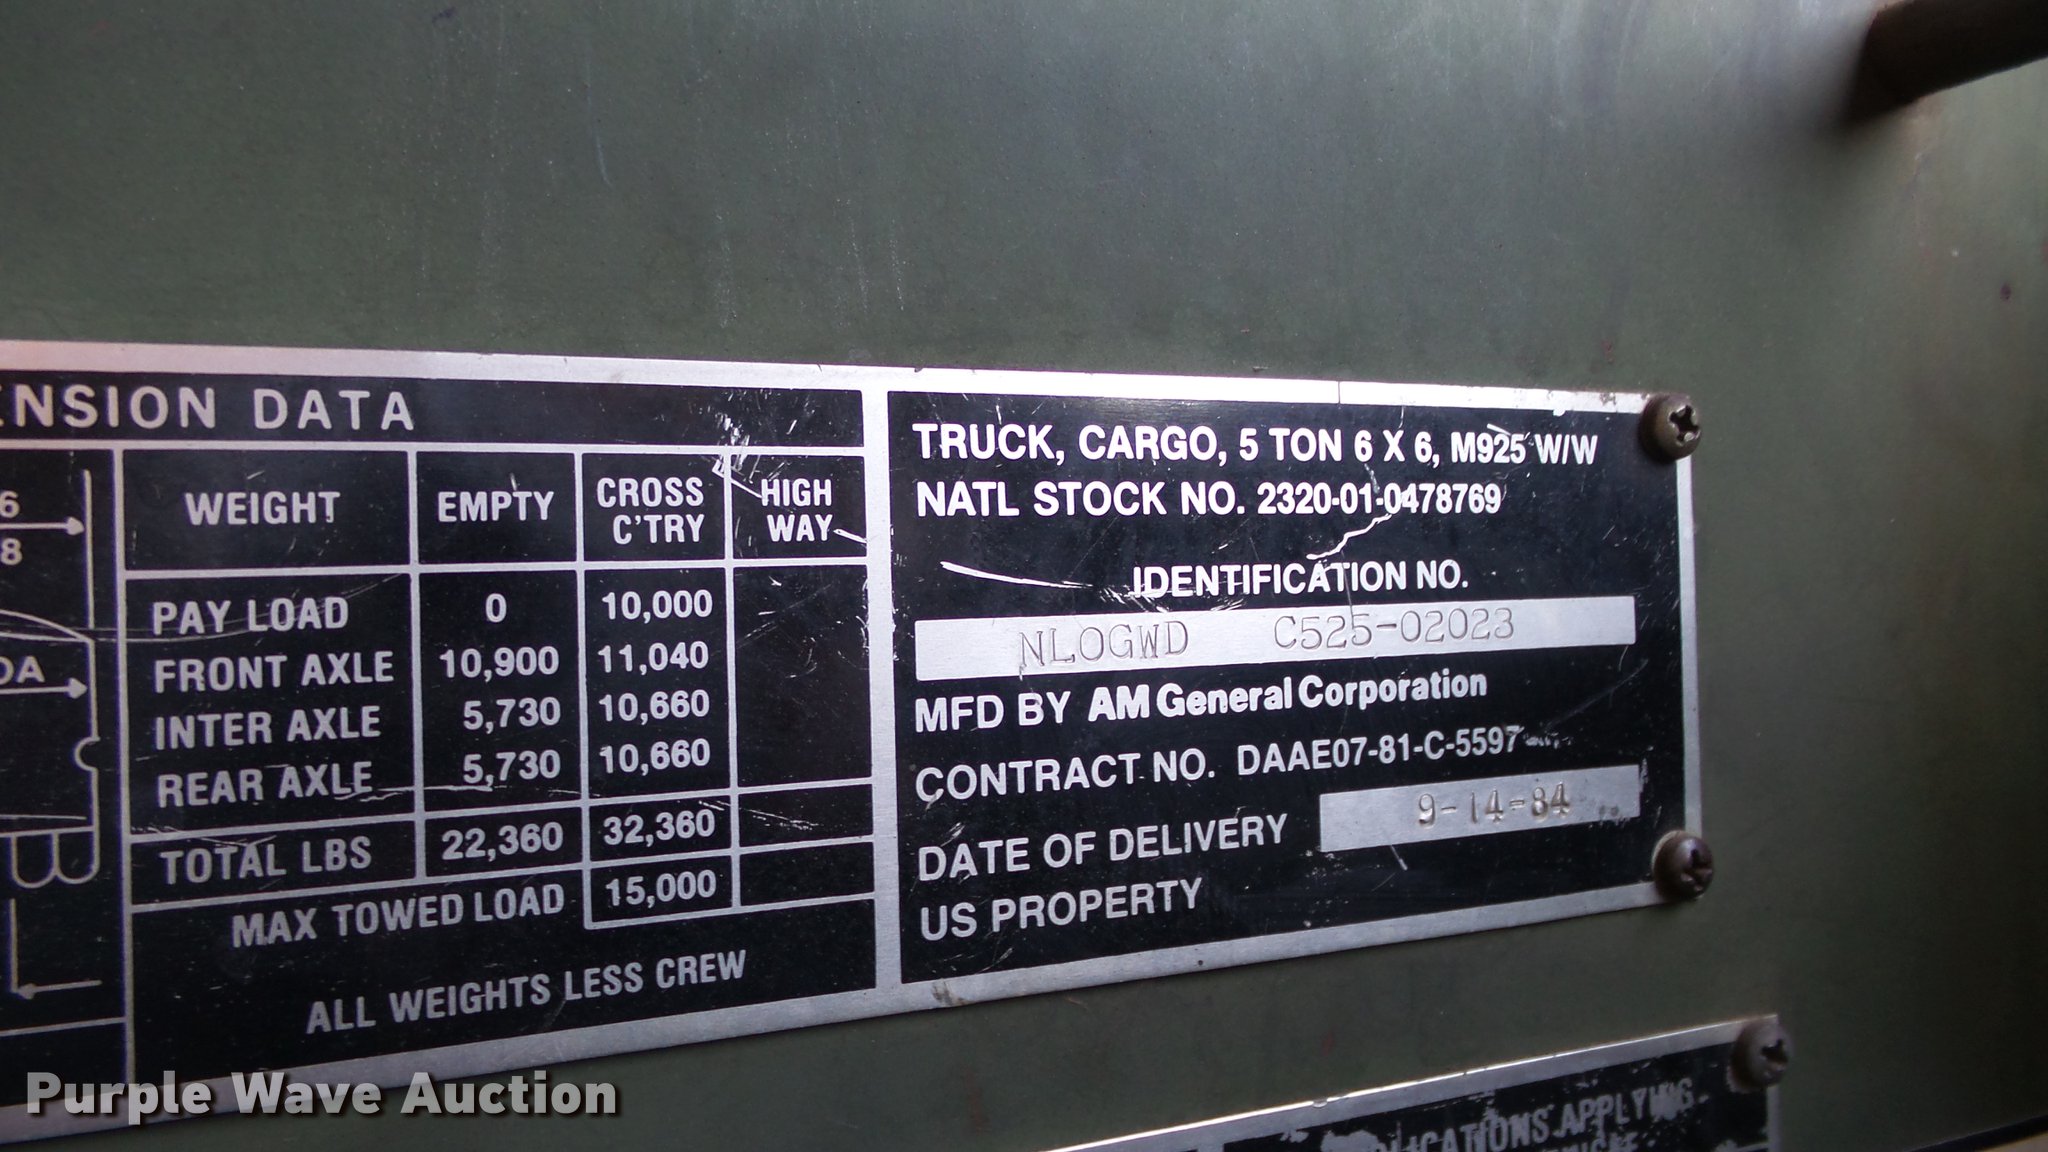 ENSION DATA
6
8
DA
WEIGHT EMPTY CROSS C'TRY HIGH WAY
PAY LOAD 0 10,000
FRONT AXLE 10,900 11,040
INTER AXLE 5,730 10,660
REAR AXLE 5,730 10,660
TOTAL LBS 22,360 32,360
MAX TOWED LOAD 15,000
ALL WEIGHTS LESS CREW
TRUCK, CARGO, 5 TON 6 X 6, M925 W/W
NATL STOCK NO. 2320-01-0478769
IDENTIFICATION NO.
NLOGWD C525-02023
MFD BY AM General Corporation
CONTRACT NO. DAAE07-81-C-5597
DATE OF DELIVERY 9-14-84
US PROPERTY
LICATIONS APPLYING
Purple Wave Auction